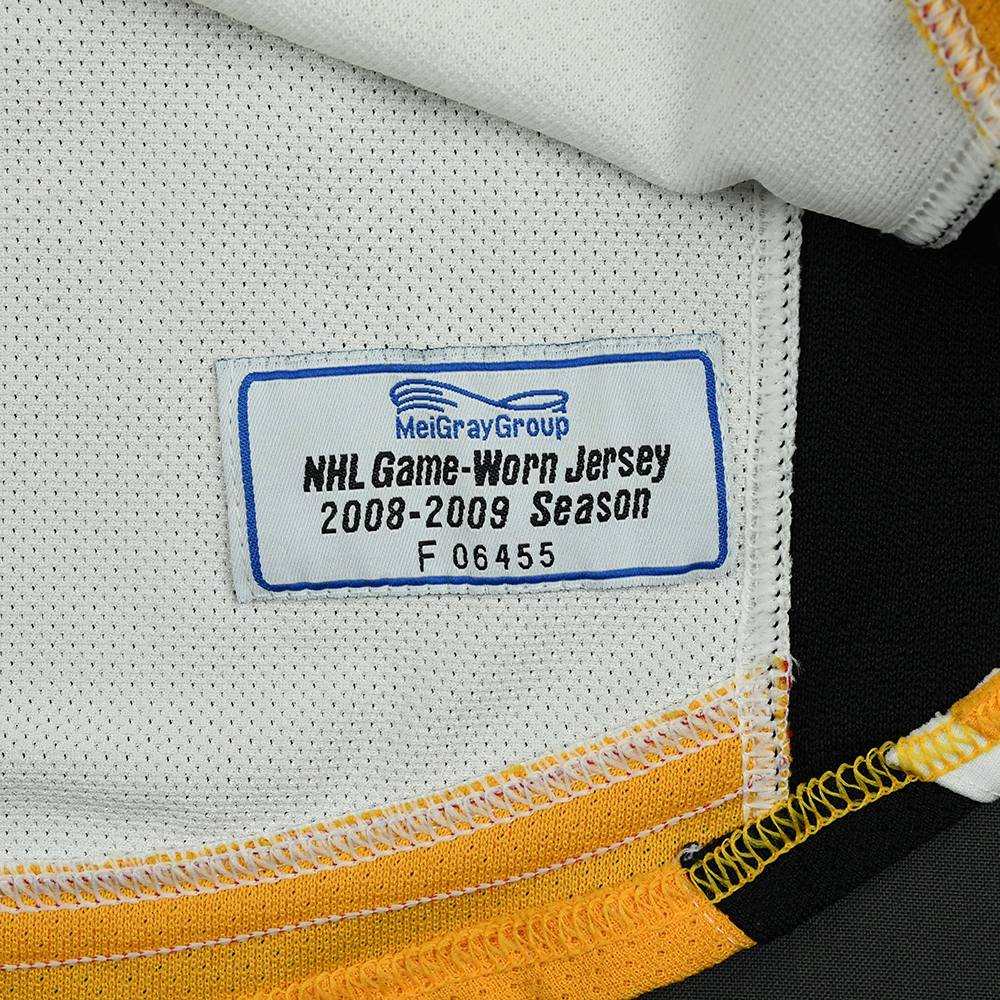 MeiGrayGroup
NHL Game-Worn Jersey
2008-2009 Season
F 06455